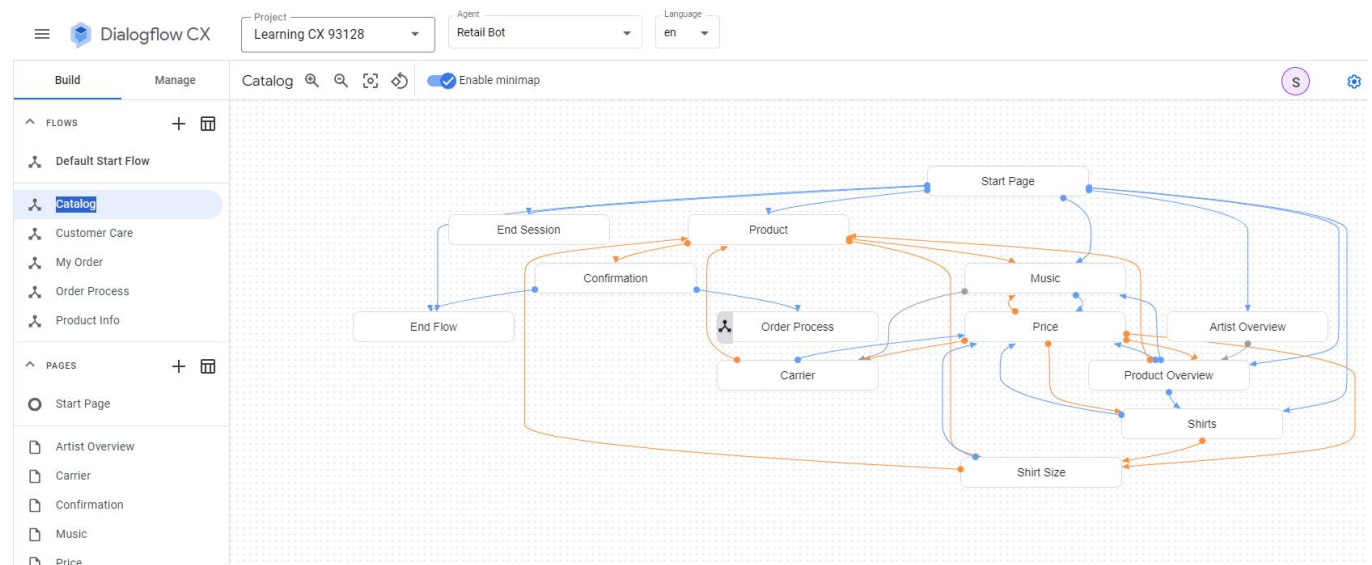 Dialogflow CX
Project
Learning CX 93128
Agent
Retail Bot
Language
en
Build
Manage
Catalog
Enable minimap
S
FLOWS
Default Start Flow
Catalog
Customer Care
My Order
Order Process
Product Info
PAGES
Start Page
Artist Overview
Carrier
Confirmation
Music
Price
Start Page
End Session
Product
Confirmation
Music
End Flow
Order Process
Price
Artist Overview
Carrier
Product Overview
Shirts
Shirt Size